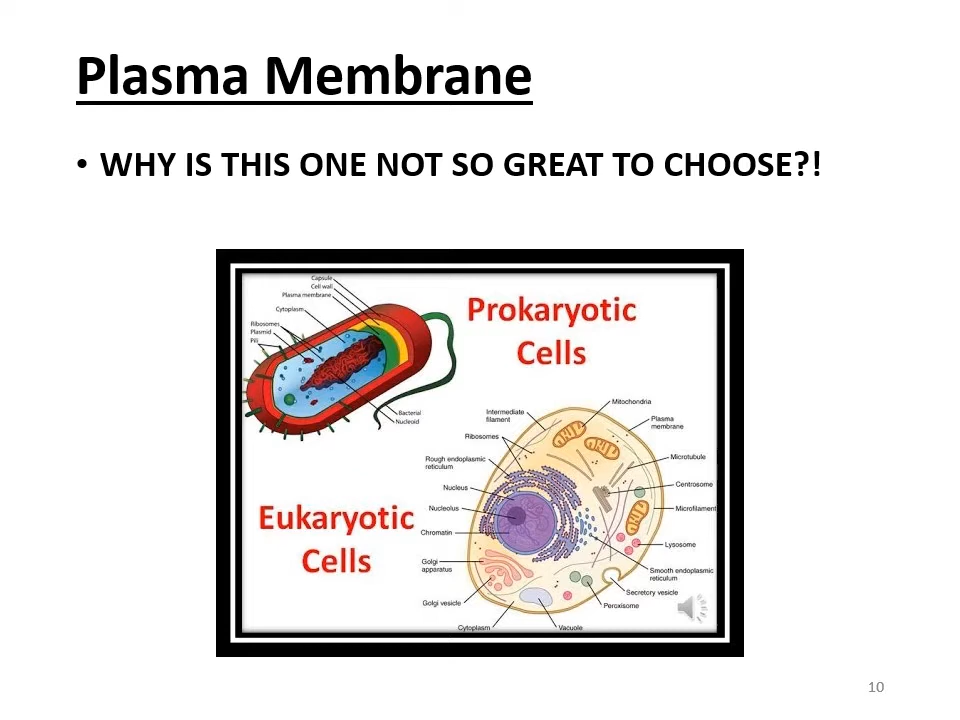 Plasma Membrane
• WHY IS THIS ONE NOT SO GREAT TO CHOOSE?!
Capsule
Cell wall
Plasma membrane
Cytoplasm
Ribosomes
Plasmid
Pili
Bacterial
Nucleoid
Prokaryotic
Cells
Eukaryotic
Cells
Mitochondria
Intermediate
filament
Plasma
membrane
Ribosomes
Microtubule
Rough endoplasmic
reticulum
Centrosome
Nucleus
Microfilament
Nucleolus
Chromatin
Lysosome
Golgi
apparatus
Smooth endoplasmic
reticulum
Secretory vesicle
Golgi vesicle
Peroxisome
Cytoplasm
Vacuole
10